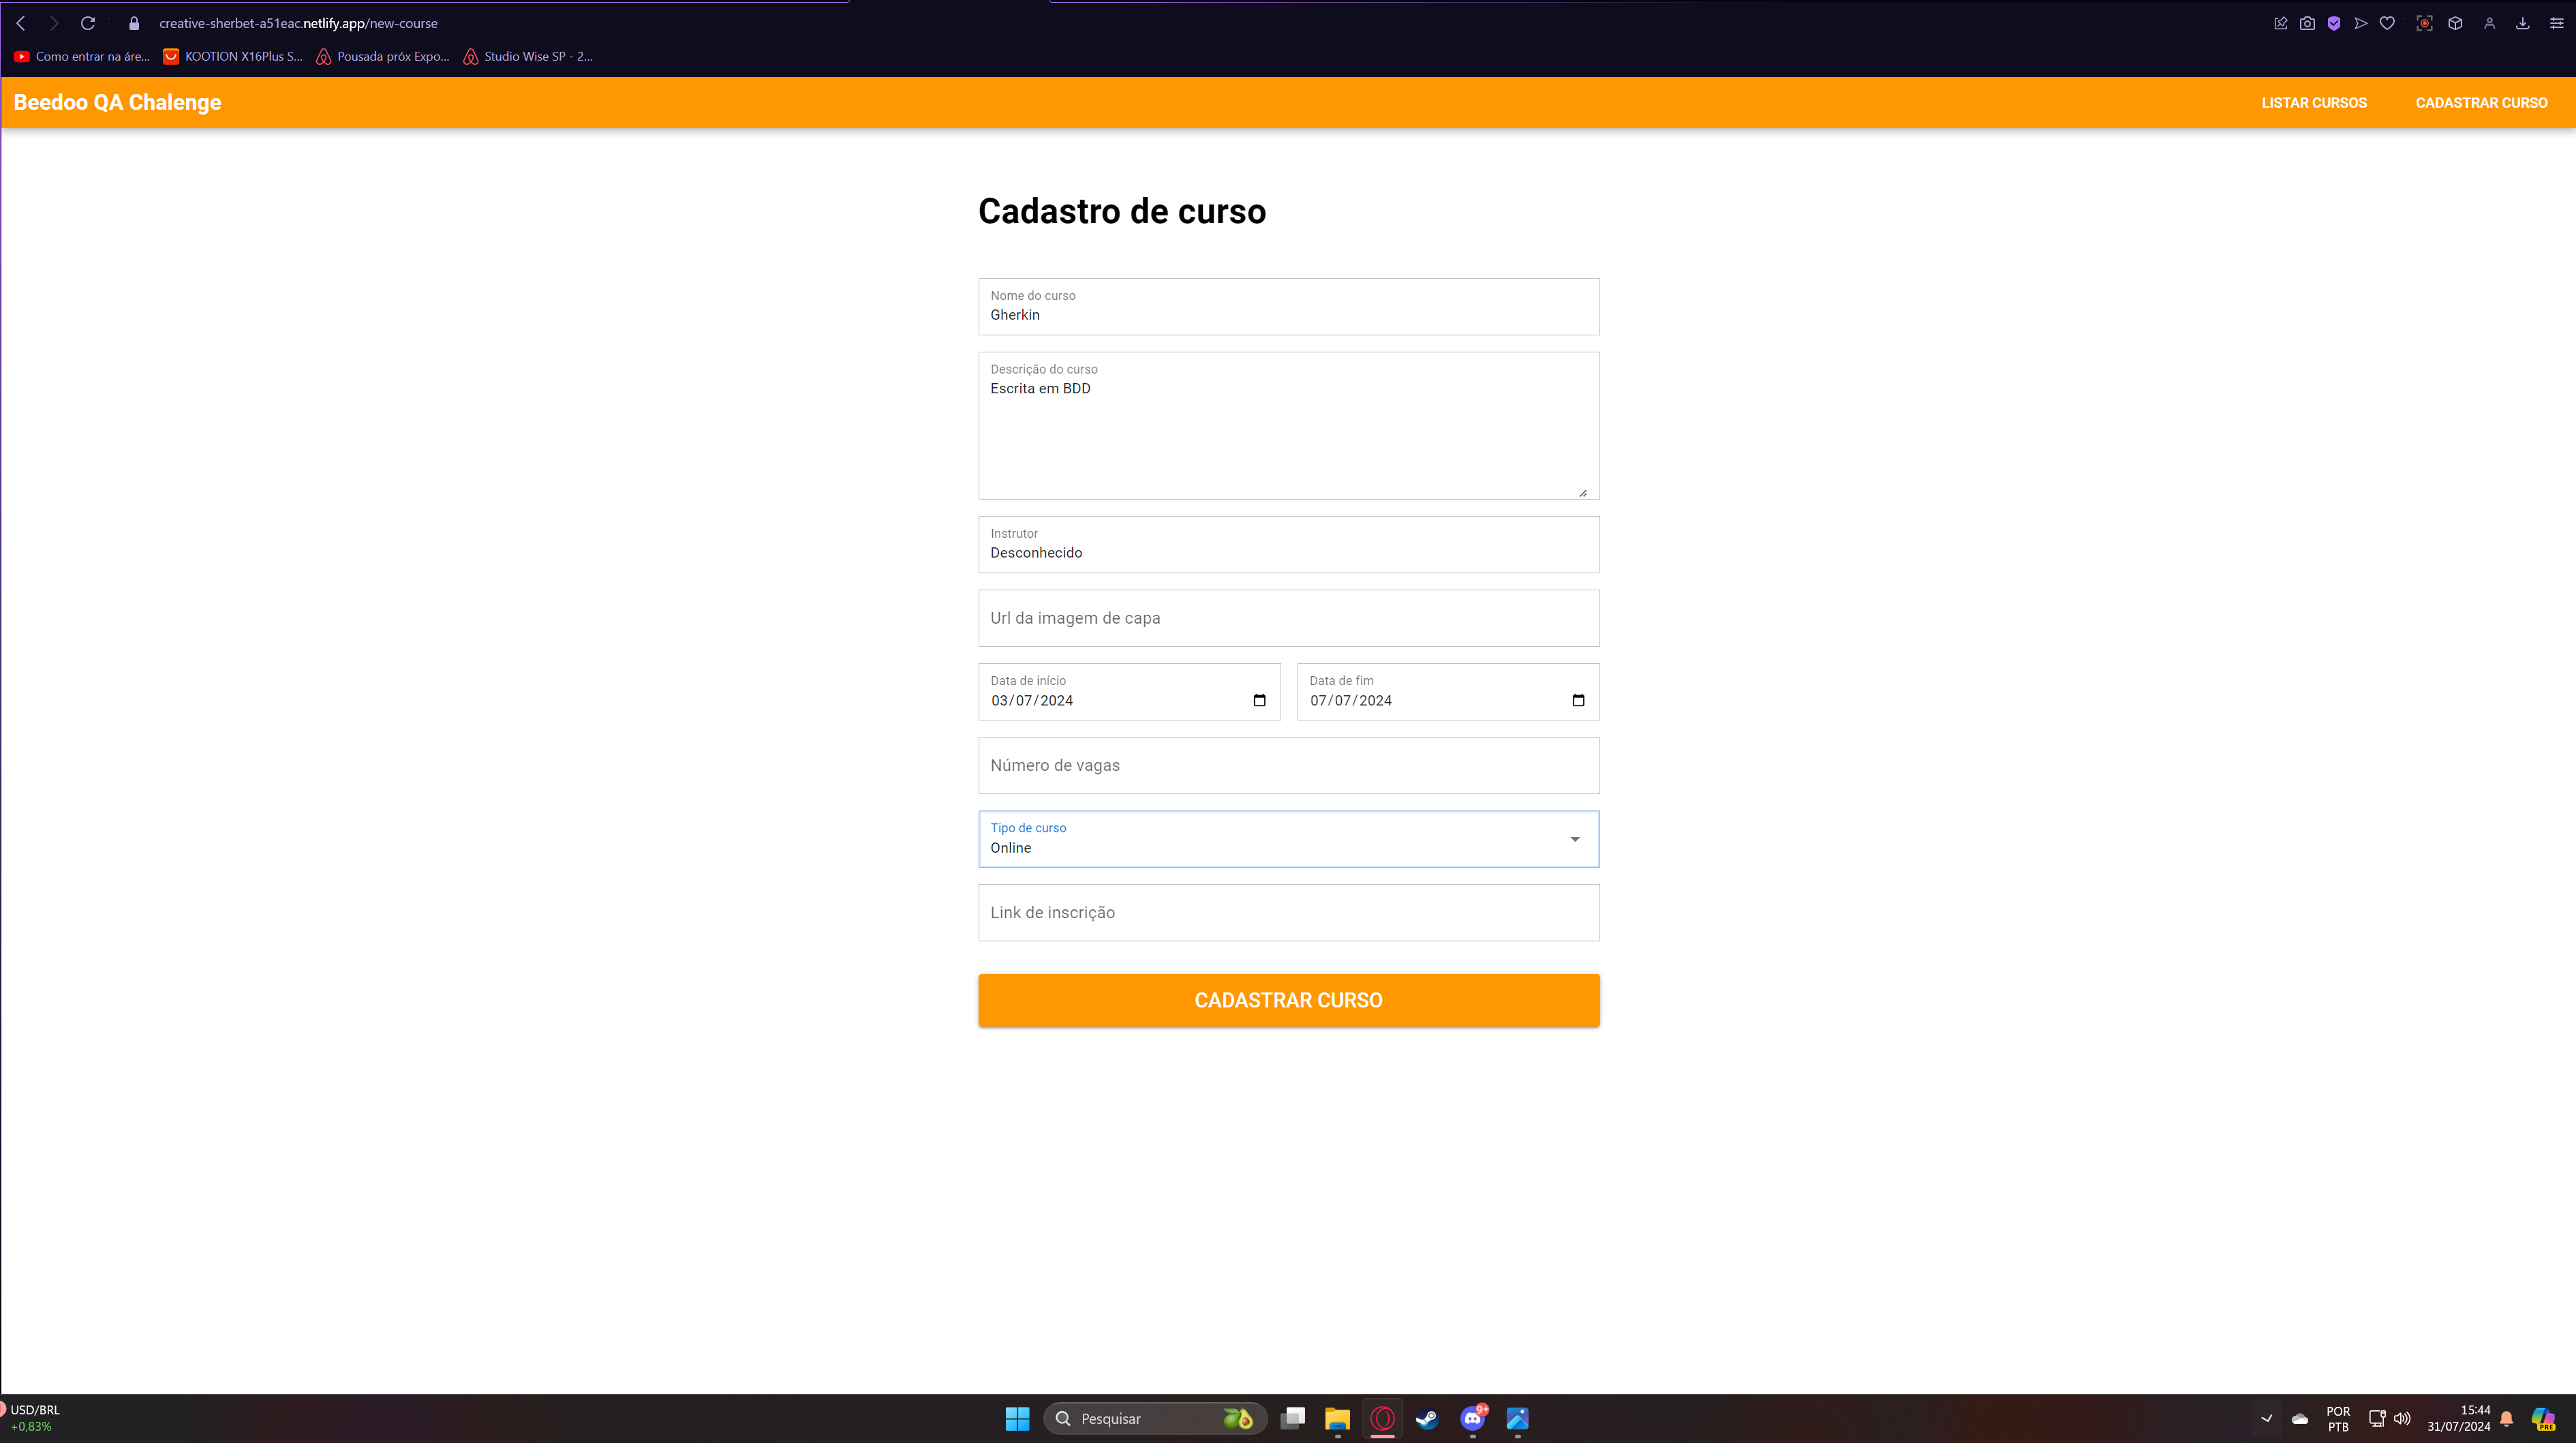 creative-sherbet-a51eac.netlify.app/new-course
Como entrar na áre...
KOOTION X16Plus S...
Pousada próx Expo...
Studio Wise SP - 2...
Beedoo QA Chalenge
LISTAR CURSOS
CADASTRAR CURSO
Cadastro de curso
Nome do curso
Gherkin
Descrição do curso
Escrita em BDD
Instrutor
Desconhecido
Url da imagem de capa
Data de início
03/07/2024
Data de fim
07/07/2024
Número de vagas
Tipo de curso
Online
Link de inscrição
CADASTRAR CURSO
USD/BRL
+0,83%
Pesquisar
9+
POR
PTB
15:44
31/07/2024
PRE